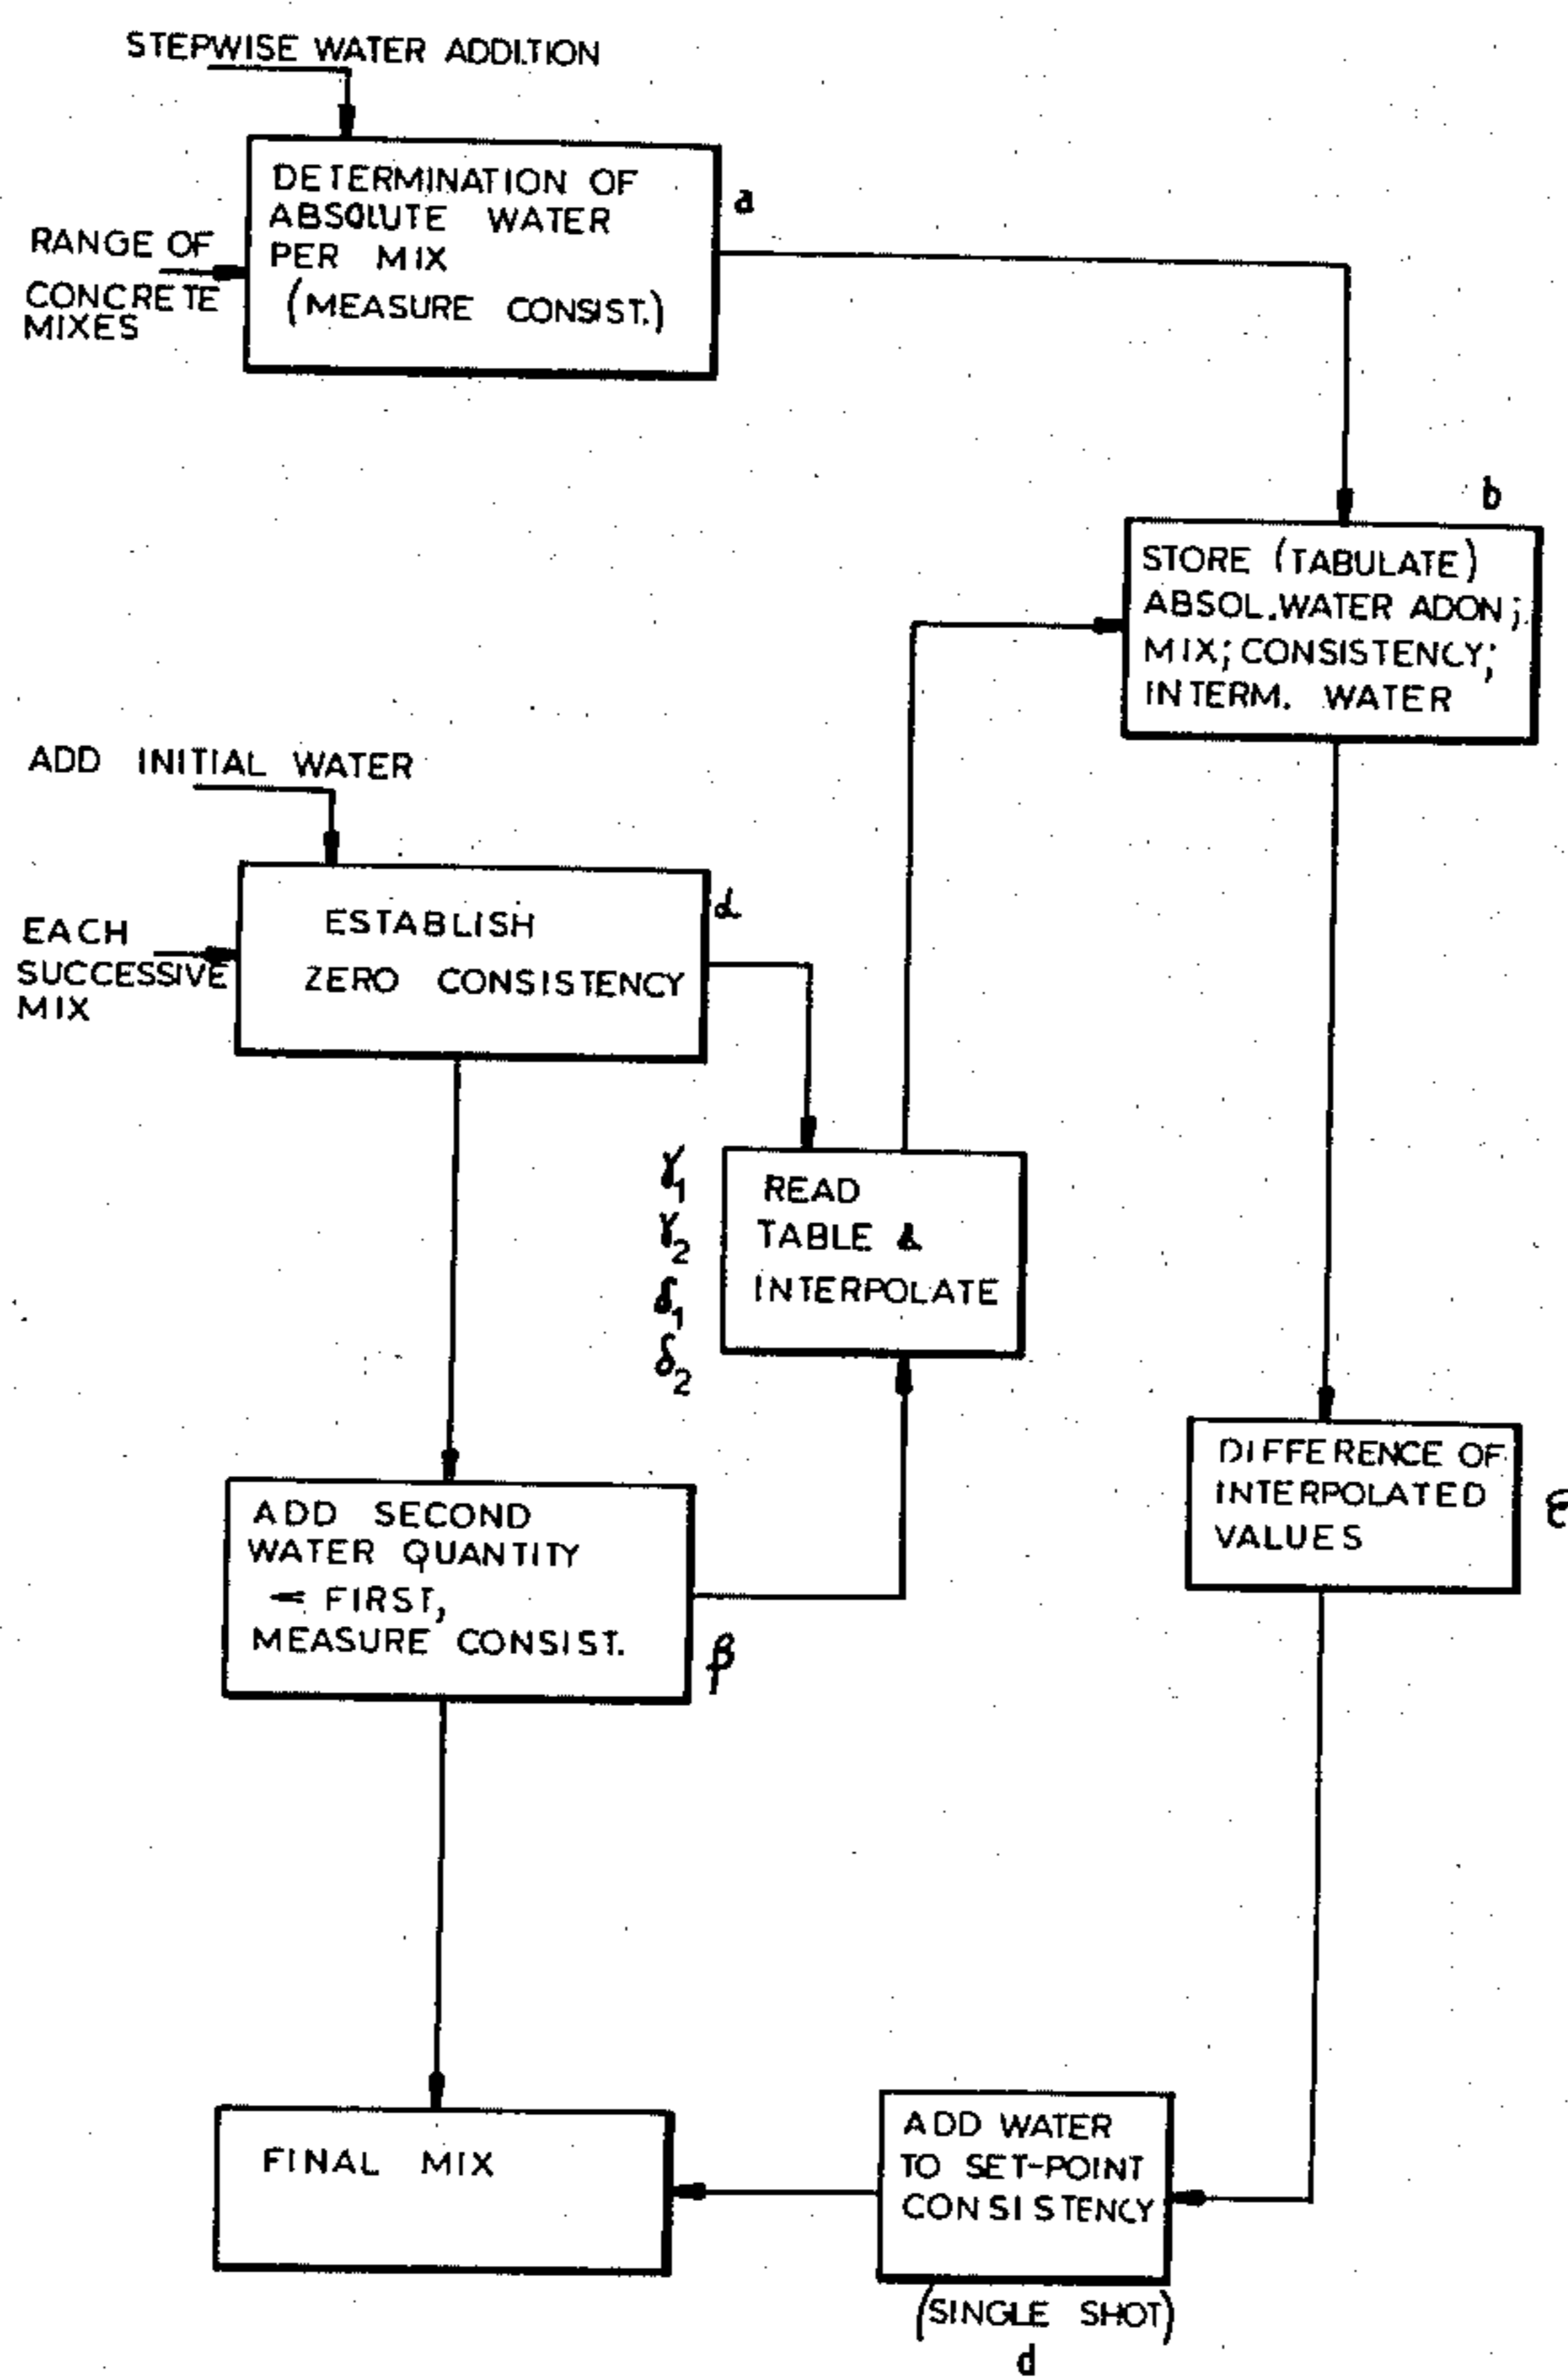 STEPWISE WATER ADDITION
DETERMINATION OF
ABSOLUTE WATER
PER MIX
(MEASURE CONSIST.)
a
RANGE OF
CONCRETE
MIXES
b
STORE (TABULATE)
ABSOL. WATER ADON;
MIX; CONSISTENCY;
INTERM. WATER
ADD INITIAL WATER
ESTABLISH
ZERO CONSISTENCY
α
EACH
SUCCESSIVE
MIX
γ1
γ2
δ1
δ2
READ
TABLE &
INTERPOLATE
DIFFERENCE OF
INTERPOLATED
VALUES
ε
ADD SECOND
WATER QUANTITY
< FIRST,
MEASURE CONSIST.
β
FINAL MIX
ADD WATER
TO SET-POINT
CONSISTENCY
(SINGLE SHOT)
d